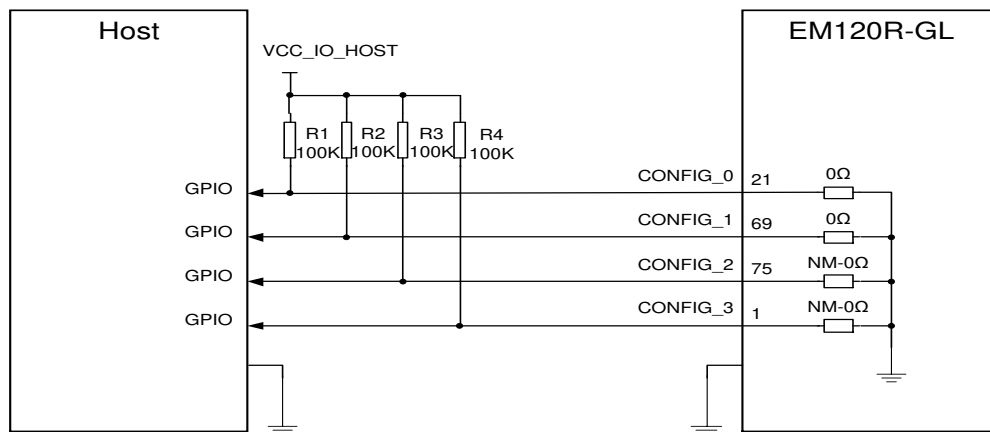 Host
EM120R-GL
VCC_IO_HOST
R1 R2 R3 R4
100K 100K 100K 100K
GPIO CONFIG_0 21 0Ω
GPIO CONFIG_1 69 0Ω
GPIO CONFIG_2 75 NM-0Ω
GPIO CONFIG_3 1 NM-0Ω